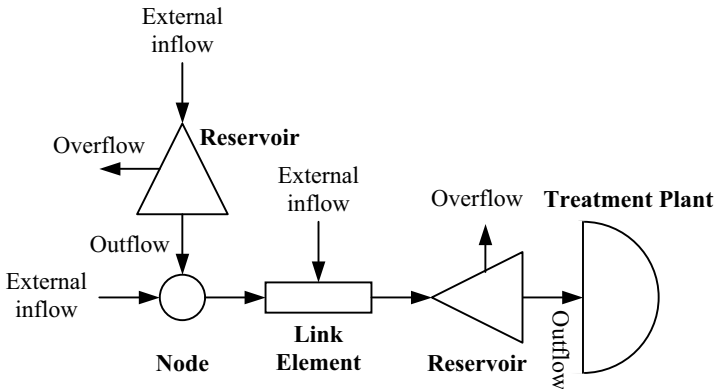 External
inflow
Reservoir
Overflow
External
inflow
Overflow
Treatment Plant
Outflow
External
inflow
Link
Element
Outflow
Node
Reservoir